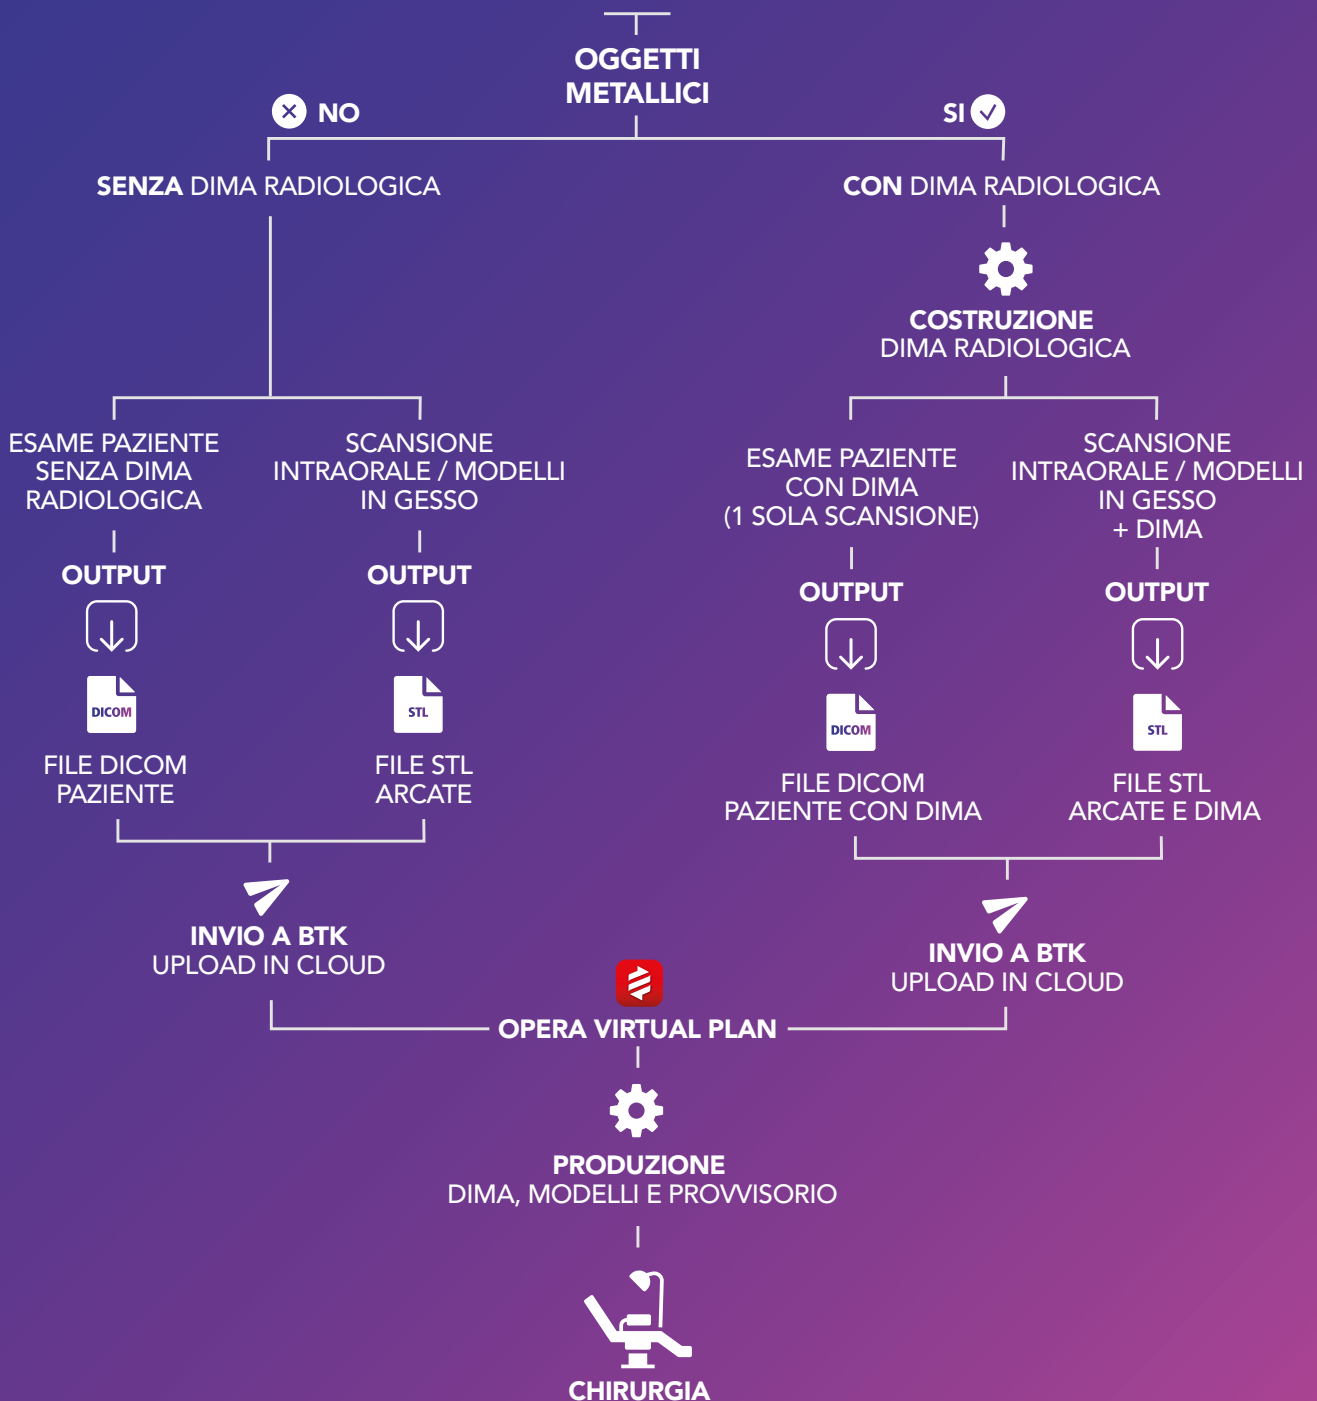 OGGETTI
METALLICI
NO
SI
SENZA DIMA RADIOLOGICA
CON DIMA RADIOLOGICA
COSTRUZIONE
DIMA RADIOLOGICA
ESAME PAZIENTE
SENZA DIMA
RADIOLOGICA
SCANSIONE
INTRAORALE / MODELLI
IN GESSO
ESAME PAZIENTE
CON DIMA
(1 SOLA SCANSIONE)
SCANSIONE
INTRAORALE / MODELLI
IN GESSO
+ DIMA
OUTPUT
OUTPUT
OUTPUT
OUTPUT
DICOM
STL
DICOM
STL
FILE DICOM
PAZIENTE
FILE STL
ARCATE
FILE DICOM
PAZIENTE CON DIMA
FILE STL
ARCATE E DIMA
INVIO A BTK
UPLOAD IN CLOUD
INVIO A BTK
UPLOAD IN CLOUD
OPERA VIRTUAL PLAN
PRODUZIONE
DIMA, MODELLI E PROVVISORIO
CHIRURGIA